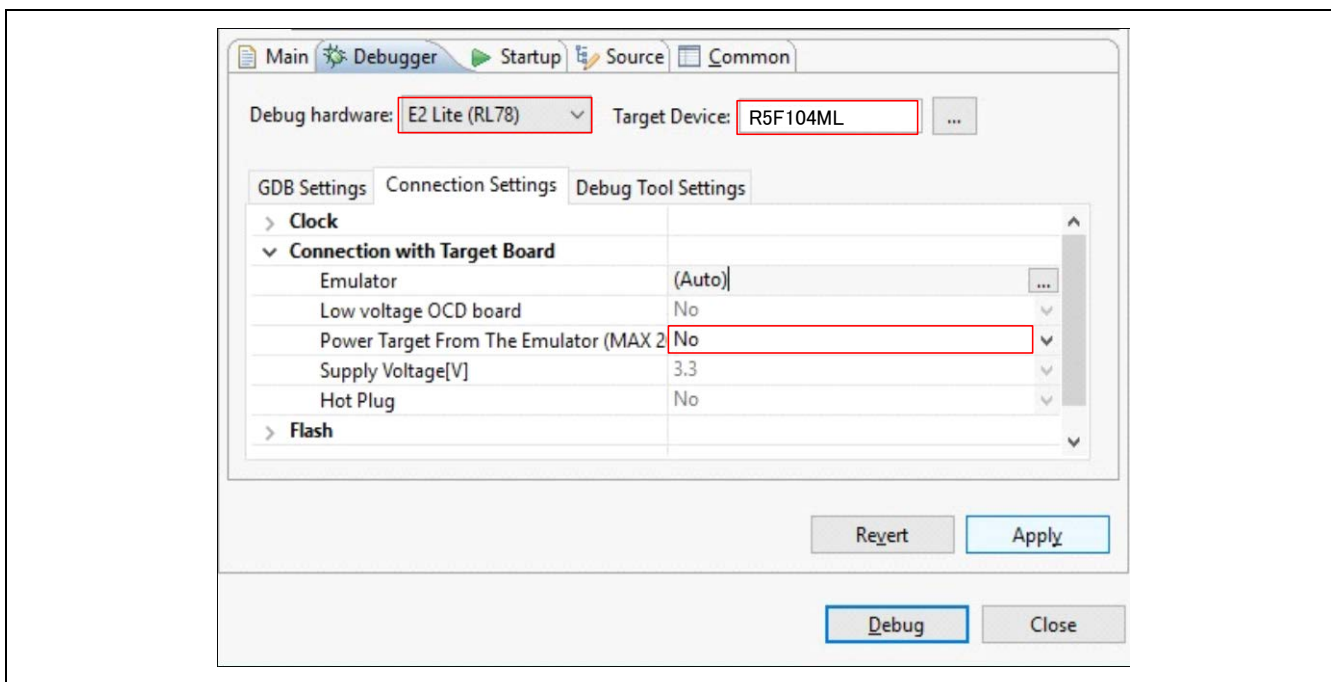 Main Debugger Startup Source Common
Debug hardware: E2 Lite (RL78) Target Device: R5F104ML ...
GDB Settings Connection Settings Debug Tool Settings
Clock
Connection with Target Board
Emulator (Auto) ...
Low voltage OCD board No
Power Target From The Emulator (MAX 2 No
Supply Voltage[V] 3.3
Hot Plug No
Flash
Revert Apply
Debug Close